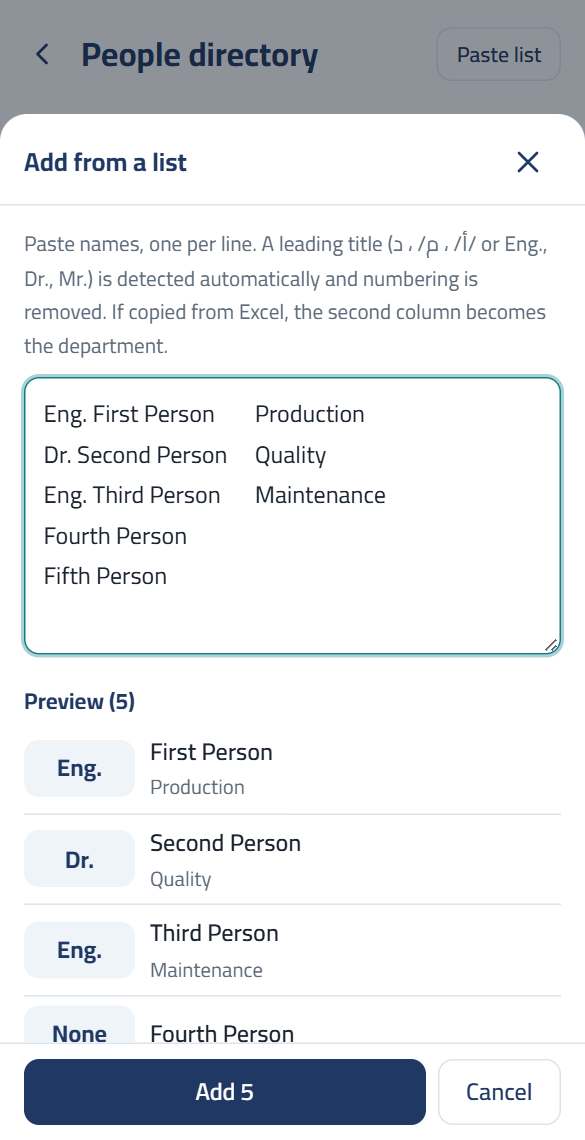 People directory
Paste list
Add from a list
Paste names, one per line. A leading title (أ/ ، م/ ، د/ or Eng.,
Dr., Mr.) is detected automatically and numbering is
removed. If copied from Excel, the second column becomes
the department.
Eng. First Person	Production
Dr. Second Person	Quality
Eng. Third Person	Maintenance
Fourth Person
Fifth Person
Preview (5)
Eng.
First Person
Production
Dr.
Second Person
Quality
Eng.
Third Person
Maintenance
None
Fourth Person
Add 5
Cancel